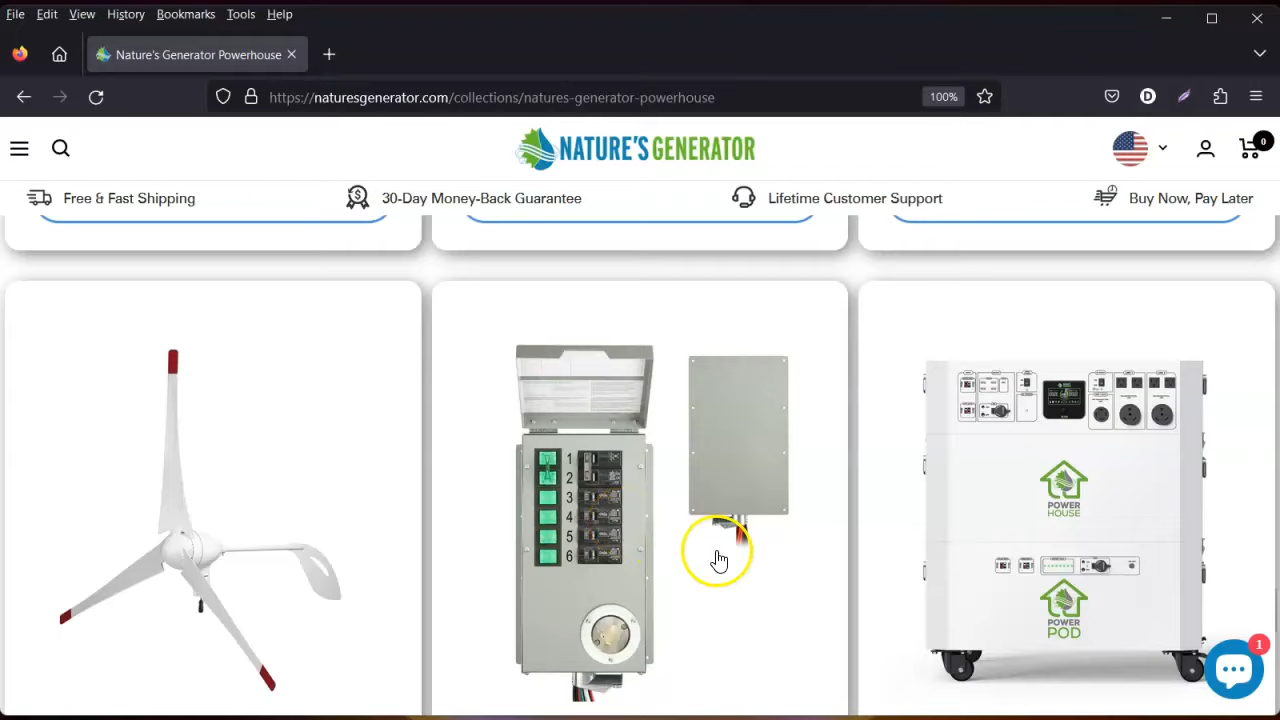 File Edit View History Bookmarks Tools Help
Nature's Generator Powerhouse
https://naturesgenerator.com/collections/natures-generator-powerhouse
100%
NATURE'S GENERATOR
0
Free & Fast Shipping
30-Day Money-Back Guarantee
Lifetime Customer Support
Buy Now, Pay Later
1
2
3
4
5
6
POWER
HOUSE
POWER
POD
1